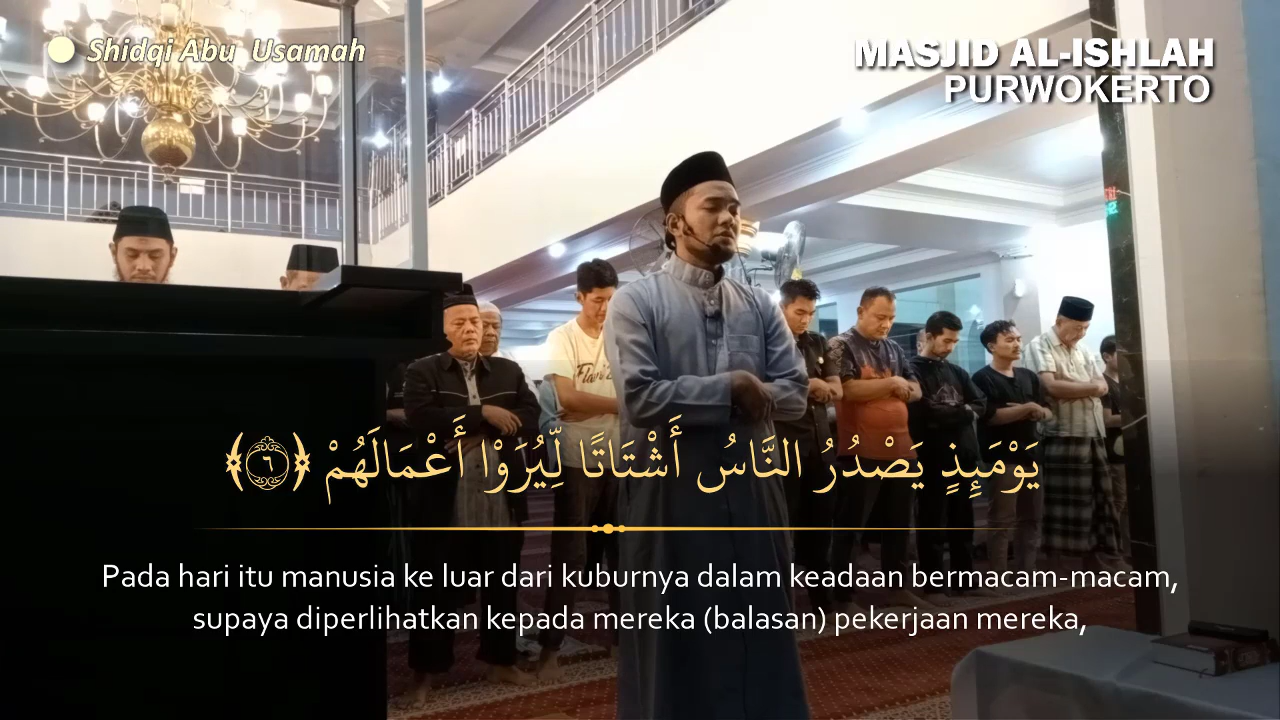 Shidqi Abu Usamah
MASJID AL-ISHLAH
PURWOKERTO
يَوْمَئِذٍ يَصْدُرُ النَّاسُ أَشْتَاتًا لِّيُرَوْا أَعْمَالَهُمْ ﴿٦﴾
Pada hari itu manusia ke luar dari kuburnya dalam keadaan bermacam-macam,
supaya diperlihatkan kepada mereka (balasan) pekerjaan mereka,